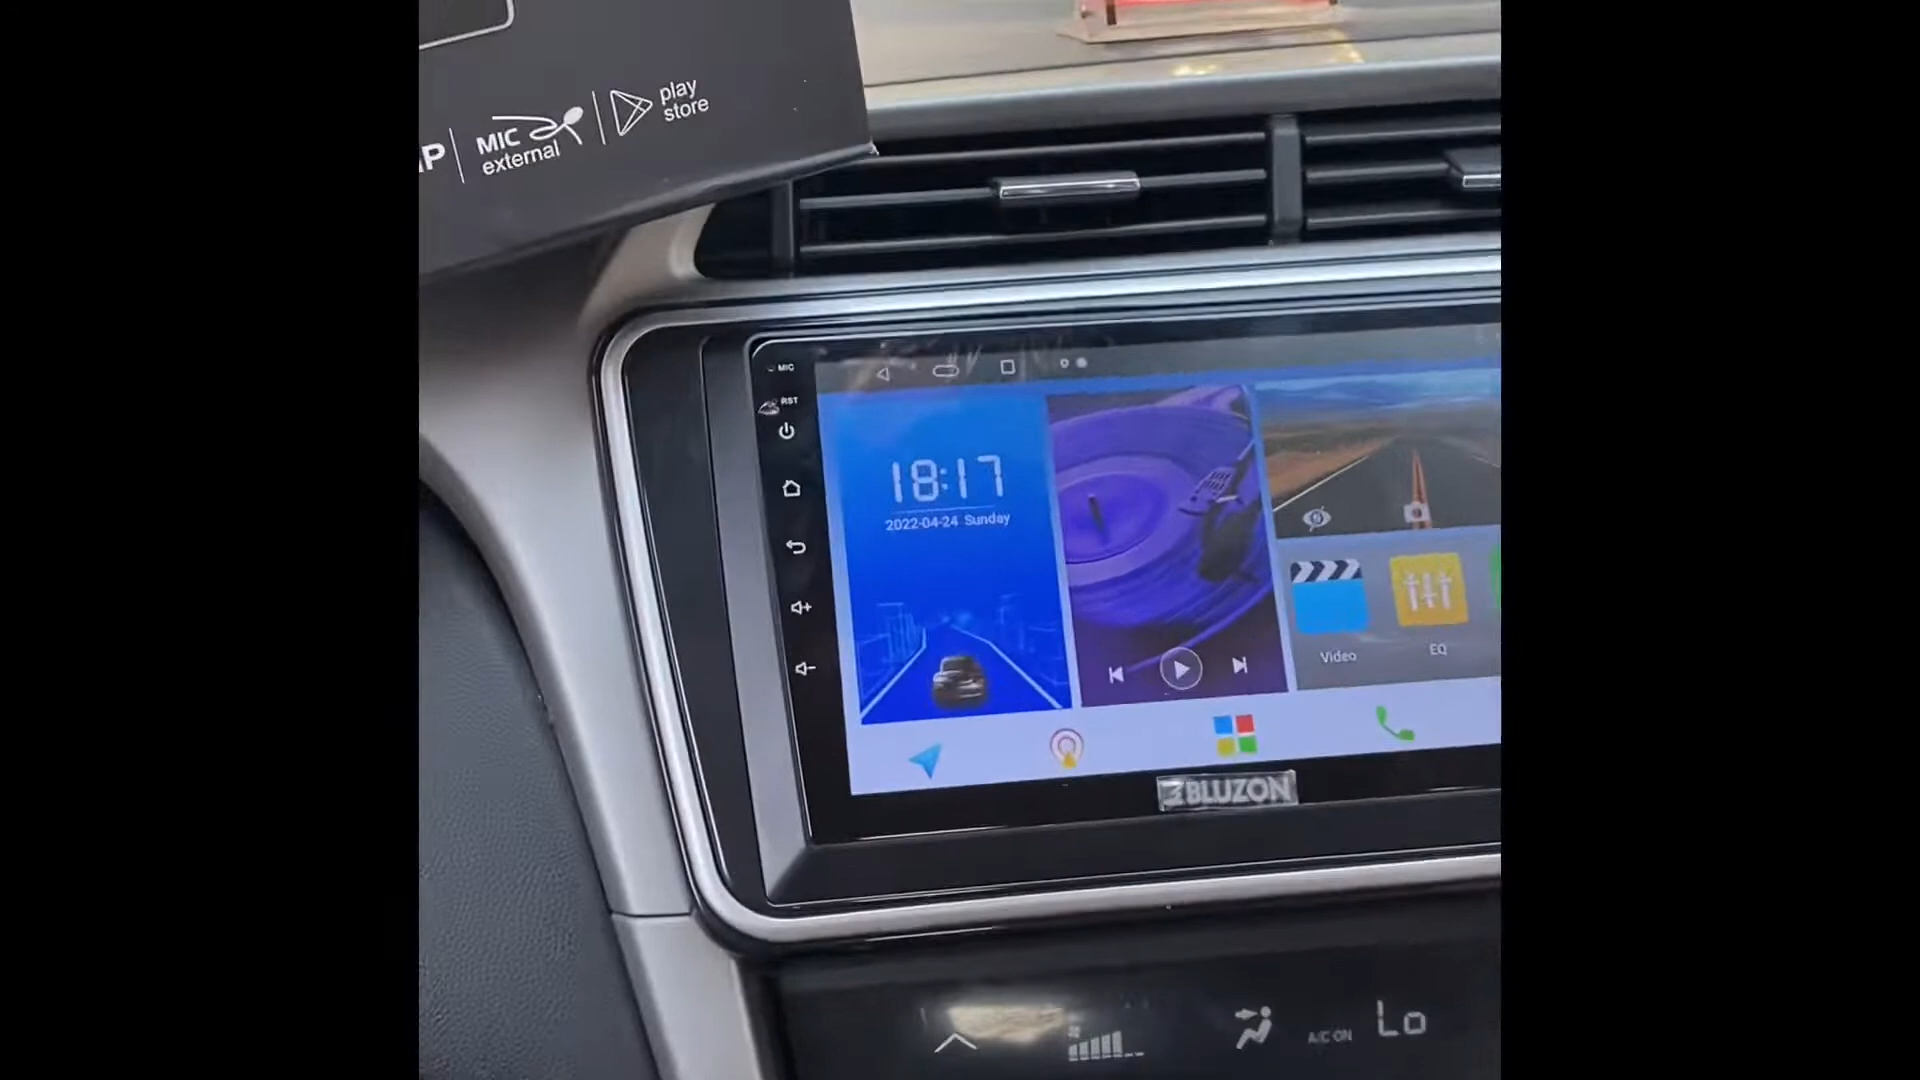 MIC
external
play
store
MIC
RST
18:17
2022-04-24 Sunday
Video
EQ
BLUZON
A/C ON
Lo